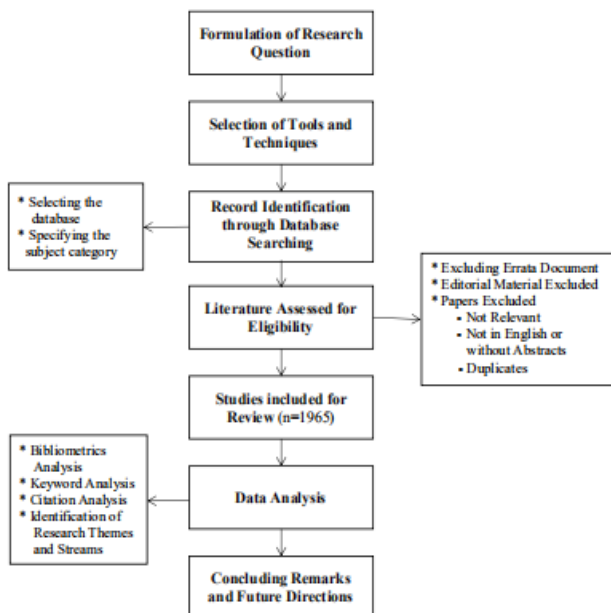 Formulation of Research
Question
Selection of Tools and
Techniques
* Selecting the
database
* Specifying the
subject category
Record Identification
through Database
Searching
Literature Assessed for
Eligibility
* Excluding Errata Document
* Editorial Material Excluded
* Papers Excluded
- Not Relevant
- Not in English or
without Abstracts
- Duplicates
Studies included for
Review (n=1965)
* Bibliometrics
Analysis
* Keyword Analysis
* Citation Analysis
* Identification of
Research Themes
and Streams
Data Analysis
Concluding Remarks
and Future Directions